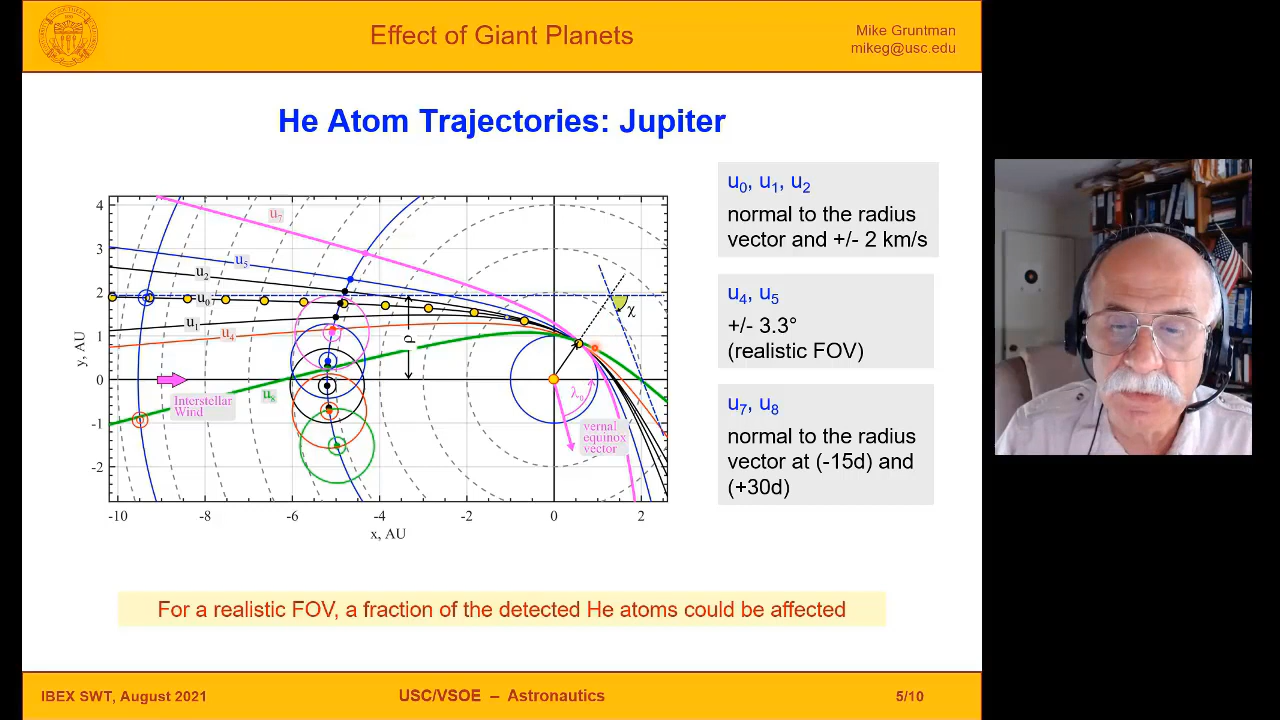 Effect of Giant Planets
Mike Gruntman
mikeg@usc.edu
He Atom Trajectories: Jupiter
u0, u1, u2
normal to the radius
vector and +/- 2 km/s
u4, u5
+/- 3.3°
(realistic FOV)
u7, u8
normal to the radius
vector at (-15d) and
(+30d)
4
3
2
1
0
-1
-2
y, AU
-10
-8
-6
-4
-2
0
2
x, AU
u7
u5
u2
u0
u1
u4
u8
ρ
χ
λ0
Interstellar
Wind
vernal
equinox
vector
For a realistic FOV, a fraction of the detected He atoms could be affected
IBEX SWT, August 2021
USC/VSOE – Astronautics
5/10